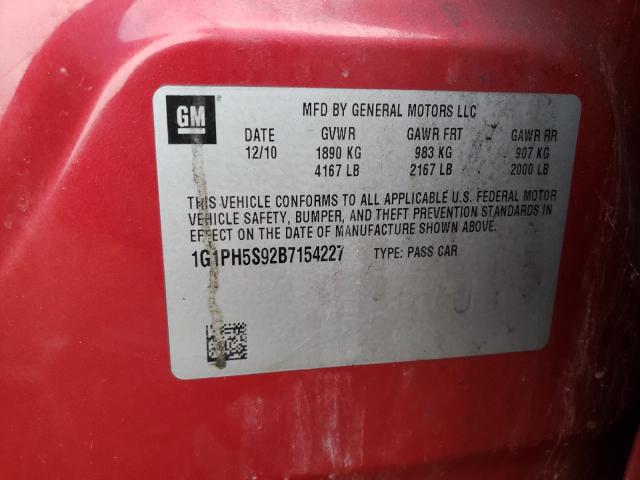 GM
MFD BY GENERAL MOTORS LLC
DATE GVWR GAWR FRT GAWR RR
12/10 1890 KG 983 KG 907 KG
4167 LB 2167 LB 2000 LB
THIS VEHICLE CONFORMS TO ALL APPLICABLE U.S. FEDERAL MOTOR
VEHICLE SAFETY, BUMPER, AND THEFT PREVENTION STANDARDS IN
EFFECT ON THE DATE OF MANUFACTURE SHOWN ABOVE.
1G1PH5S92B7154227 TYPE: PASS CAR